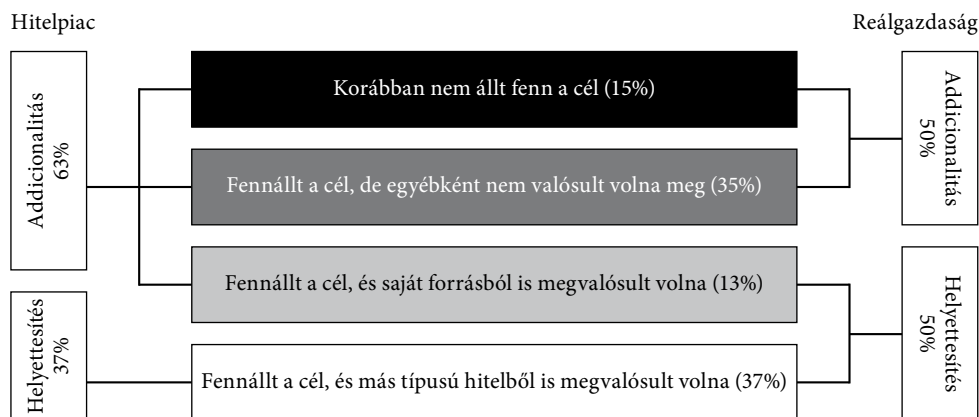 Hitelpiac
Reálgazdaság
Addicionalitás
63%
Helyettesítés
37%
Korábban nem állt fenn a cél (15%)
Fennállt a cél, de egyébként nem valósult volna meg (35%)
Fennállt a cél, és saját forrásból is megvalósult volna (13%)
Fennállt a cél, és más típusú hitelből is megvalósult volna (37%)
Addicionalitás
50%
Helyettesítés
50%